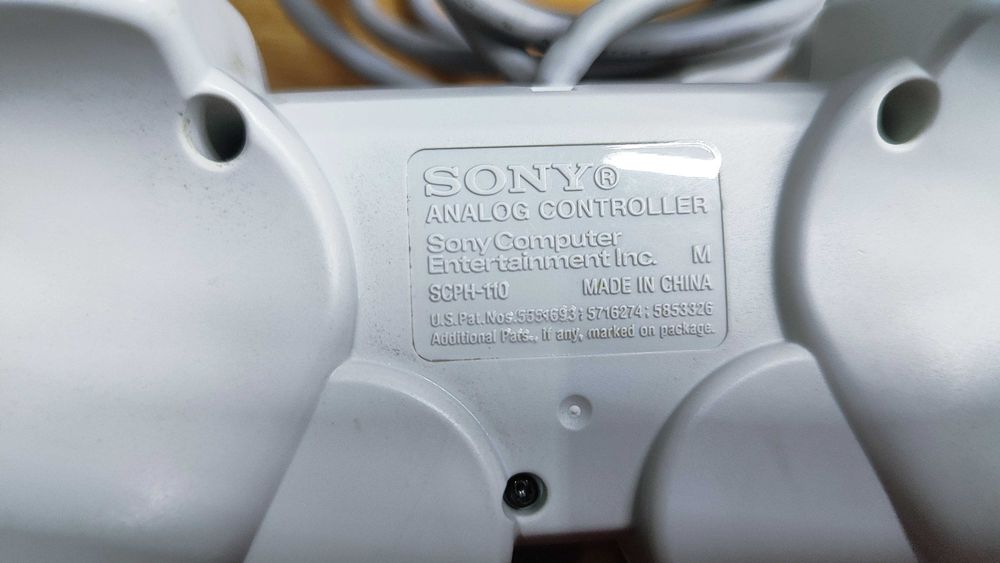 SONY®
ANALOG CONTROLLER
Sony Computer
Entertainment Inc. M
SCPH-110 MADE IN CHINA
U.S.Pat.Nos.5551693; 5716274; 5853326
Additional Pats., if any, marked on package.